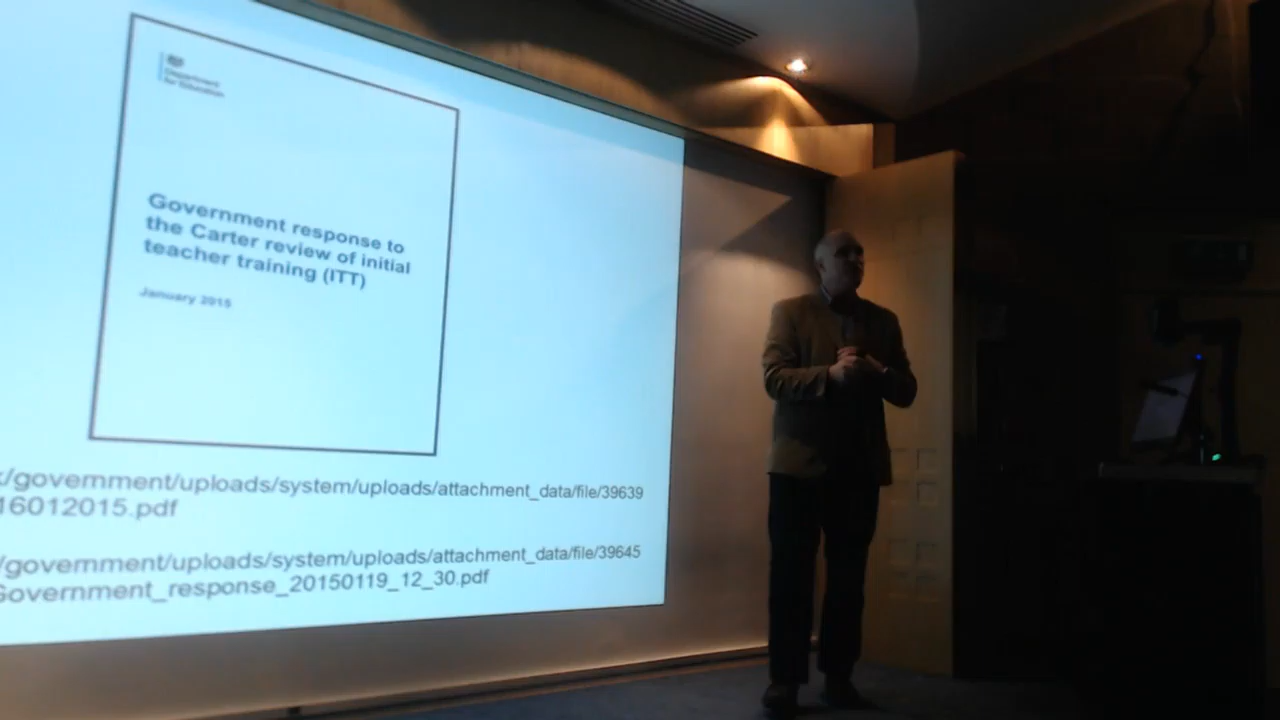 Department
for Education
Government response to
the Carter review of initial
teacher training (ITT)
January 2015
/government/uploads/system/uploads/attachment_data/file/39639
16012015.pdf
/government/uploads/system/uploads/attachment_data/file/39645
Government_response_20150119_12_30.pdf